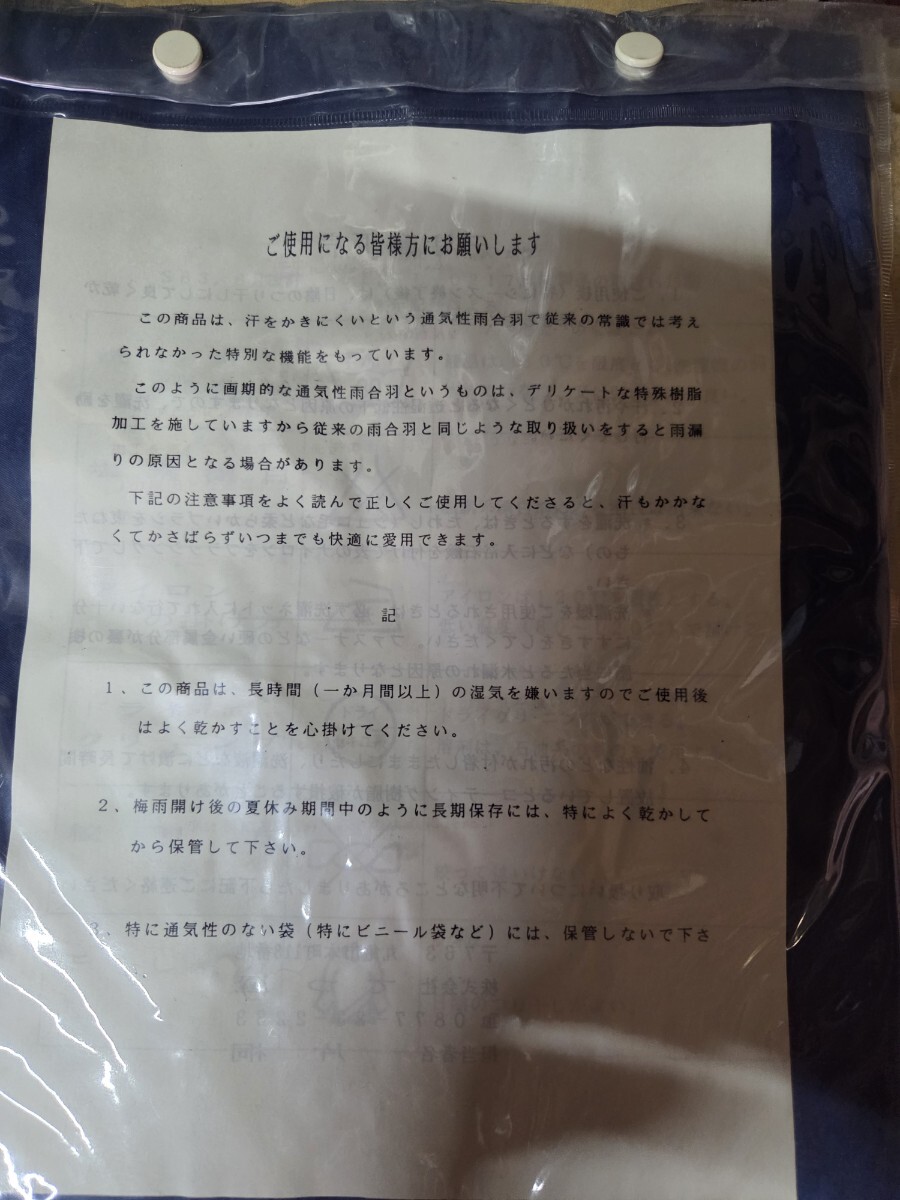 ご使用になる皆様方にお願いします
この商品は、汗をかきにくいという通気性雨合羽で従来の常識では考え
られなかった特別な機能をもっています。
このように画期的な通気性雨合羽というものは、デリケートな特殊樹脂
加工を施していますから従来の雨合羽と同じような取り扱いをすると雨漏
りの原因となる場合があります。
下記の注意事項をよく読んで正しくご使用してくださると、汗もかかな
くてかさばらずいつまでも快適に愛用できます。
記
1、この商品は、長時間（一か月間以上）の湿気を嫌いますのでご使用後
はよく乾かすことを心掛けてください。
2、梅雨開け後の夏休み期間中のように長期保存には、特によく乾かして
から保管して下さい。
3、特に通気性のない袋（特にビニール袋など）には、保管しないで下さ